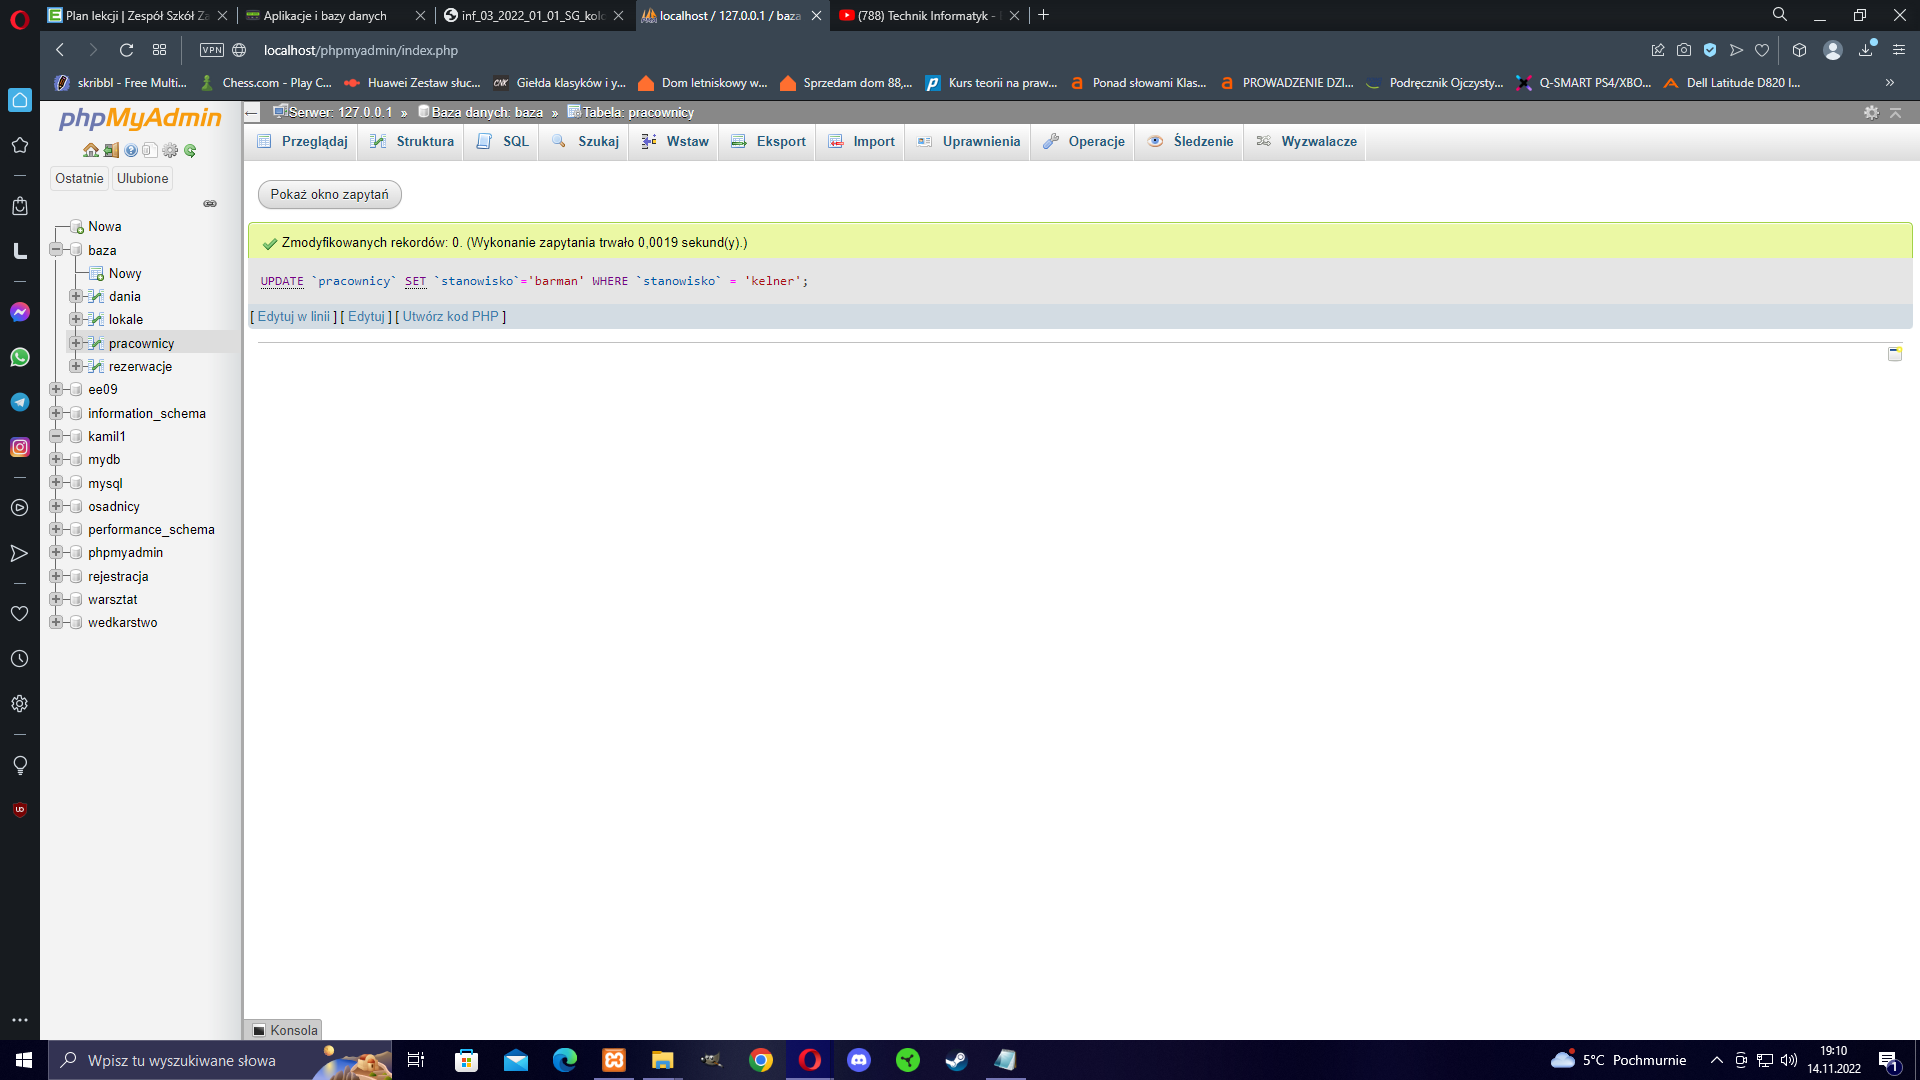 Plan lekcji | Zespół Szkół Za
Aplikacje i bazy danych
inf_03_2022_01_01_SG_kolo
localhost / 127.0.0.1 / baza
(788) Technik Informatyk -
VPN
localhost/phpmyadmin/index.php
skribbl - Free Multi...
Chess.com - Play C...
Huawei Zestaw słuc...
CNK
Giełda klasyków i y...
Dom letniskowy w...
Sprzedam dom 88,...
Kurs teorii na praw...
Ponad słowami Klas...
PROWADZENIE DZI...
Podręcznik Ojczysty...
Q-SMART PS4/XBO...
Dell Latitude D820 I...
»
phpMyAdmin
Ostatnie
Ulubione
Nowa
baza
Nowy
dania
lokale
pracownicy
rezerwacje
ee09
information_schema
kamil1
mydb
mysql
osadnicy
performance_schema
phpmyadmin
rejestracja
warsztat
wedkarstwo
Serwer: 127.0.0.1 » Baza danych: baza » Tabela: pracownicy
Przeglądaj
Struktura
SQL
Szukaj
Wstaw
Eksport
Import
Uprawnienia
Operacje
Śledzenie
Wyzwalacze
Pokaż okno zapytań
Zmodyfikowanych rekordów: 0. (Wykonanie zapytania trwało 0,0019 sekund(y).)
UPDATE `pracownicy` SET `stanowisko`='barman' WHERE `stanowisko` = 'kelner';
[ Edytuj w linii ] [ Edytuj ] [ Utwórz kod PHP ]
Konsola
Wpisz tu wyszukiwane słowa
5°C Pochmurnie
19:10
14.11.2022
1